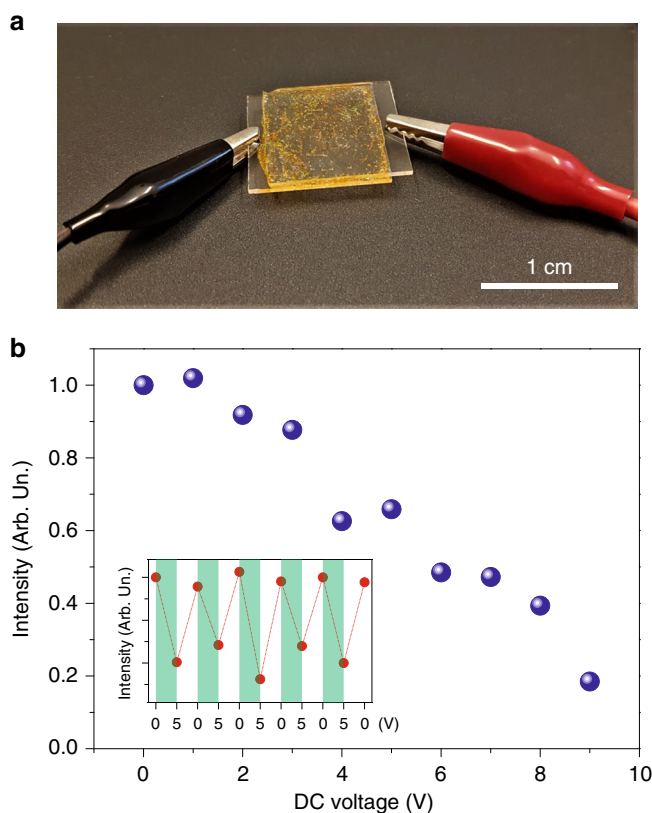 a
1 cm
b
Intensity (Arb. Un.)
1.0
0.8
0.6
0.4
0.2
0.0
Intensity (Arb. Un.)
0 5 0 5 0 5 0 5 0 5 0 (V)
0 2 4 6 8 10
DC voltage (V)